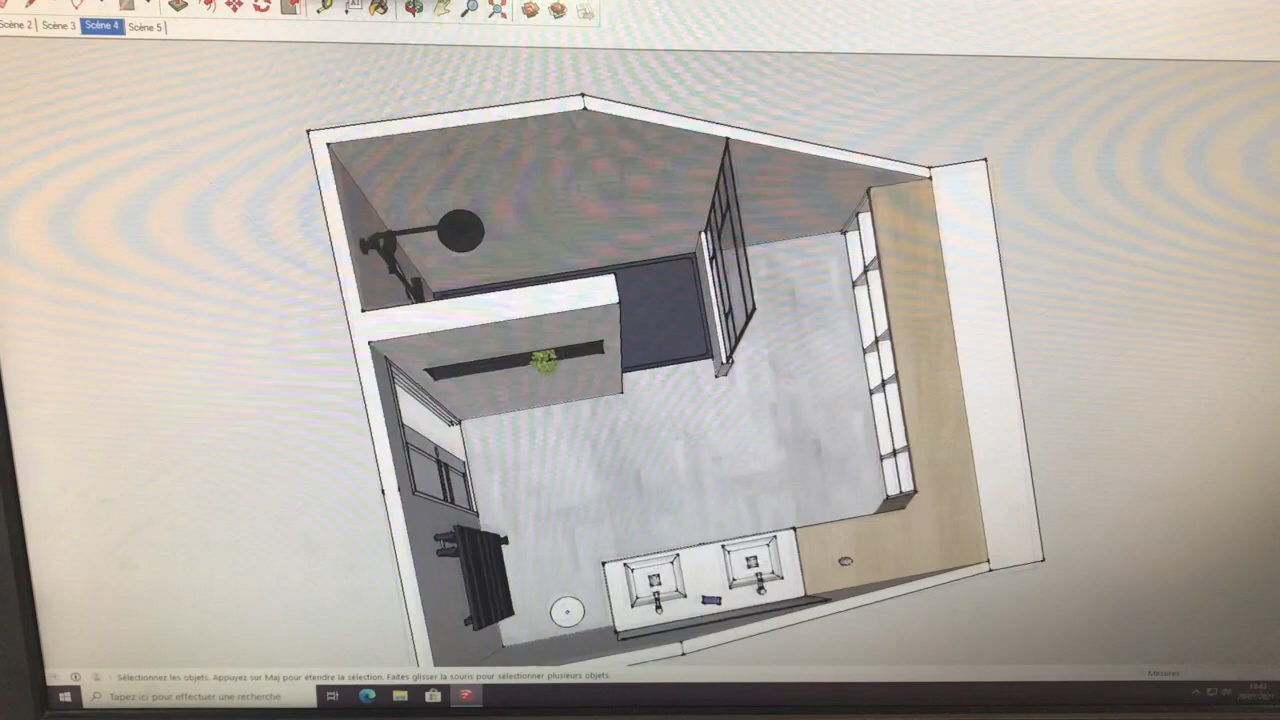 Scène 2 Scène 3 Scène 4 Scène 5
Sélectionnez les objets. Appuyez sur Maj pour étendre la sélection. Faites glisser la souris pour sélectionner plusieurs objets.
Mesures
Tapez ici pour effectuer une recherche